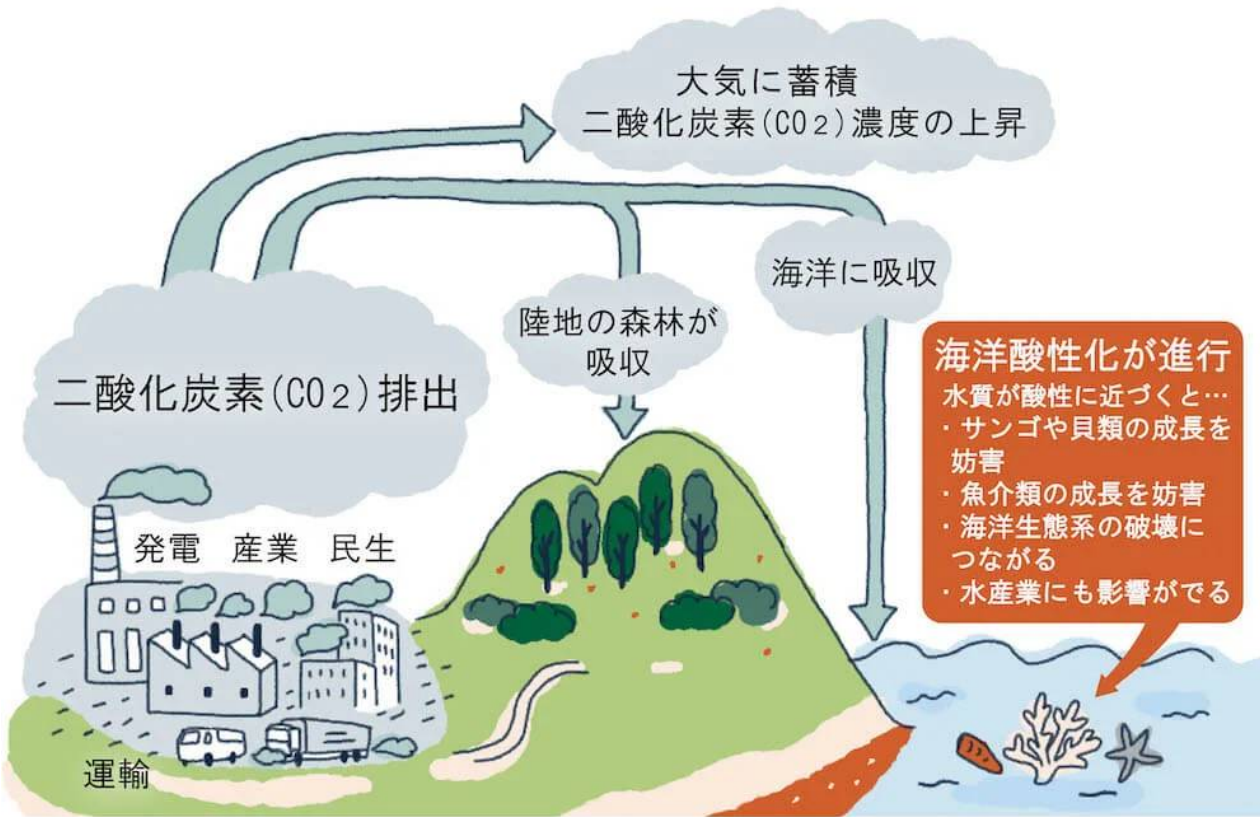 大気に蓄積
二酸化炭素(CO2)濃度の上昇
海洋に吸収
陸地の森林が
吸収
二酸化炭素(CO2)排出
発電 産業 民生
運輸
海洋酸性化が進行
水質が酸性に近づくと…
・サンゴや貝類の成長を
妨害
・魚介類の成長を妨害
・海洋生態系の破壊に
つながる
・水産業にも影響がでる